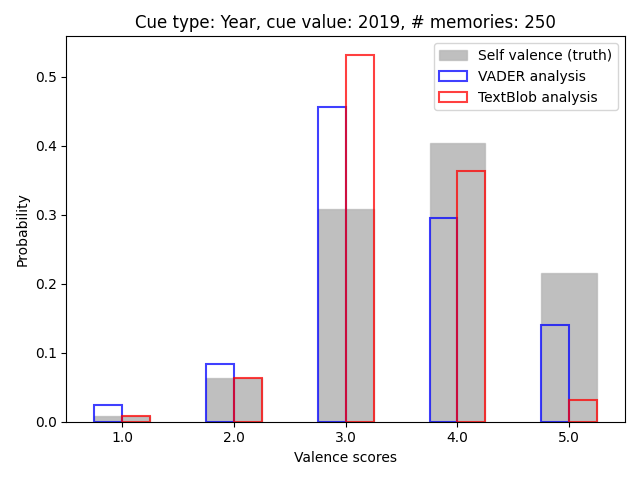 Cue type: Year, cue value: 2019, # memories: 250
Self valence (truth)
VADER analysis
TextBlob analysis
Probability
0.5
0.4
0.3
0.2
0.1
0.0
1.0 2.0 3.0 4.0 5.0
Valence scores